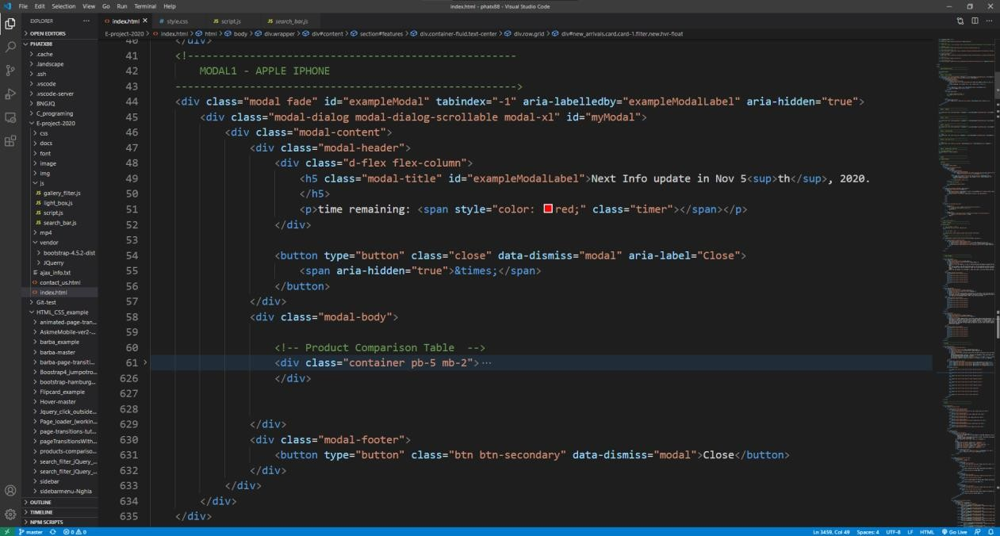 File Edit Selection View Go Run Terminal Help
index.html - phatx88 - Visual Studio Code
EXPLORER
index.html
style.css
script.js
search_bar.js
OPEN EDITORS
E-project-2020 > index.html > html > body > div.wrapper > div#content > section#features > div.container-fluid.text-center > div.row.grid > div#new_arrivals.card.card-1.filter.new.hvr-float
PHATX88
.cache
.landscape
.ssh
.vscode
.vscode-server
BNGJQ
C_programing
E-project-2020
css
docs
font
image
img
js
gallery_filter.js
light_box.js
script.js
search_bar.js
mp4
vendor
bootstrap-4.5.2-dist
JQuerry
ajax_info.txt
contact_us.html
index.html
Git-test
HTML_CSS_example
animated-page-tran...
AskmeMobile-ver2-...
barba_example
barba-master
barba-page-transiti...
Boostrap4_jumpotro...
bootstrap-hamburg...
Flipcard_example
Hover-master
Jquery_click_outside...
Page_loader_(workin...
page-transitions-tut...
pageTransitionsWith...
products-compariso...
search_filter_jQuery_...
search_filter_jQuery_...
sidebar
sidebarmenu-Nghia
OUTLINE
TIMELINE
NPM SCRIPTS
40 </div>
41 <!-----------------------------------------------------
42 MODAL1 - APPLE IPHONE
43 ------------------------------------------------------->
44 <div class="modal fade" id="exampleModal" tabindex="-1" aria-labelledby="exampleModalLabel" aria-hidden="true">
45 <div class="modal-dialog modal-dialog-scrollable modal-xl" id="myModal">
46 <div class="modal-content">
47 <div class="modal-header">
48 <div class="d-flex flex-column">
49 <h5 class="modal-title" id="exampleModalLabel">Next Info update in Nov 5<sup>th</sup>, 2020.
50 </h5>
51 <p>time remaining: <span style="color: red;" class="timer"></span></p>
52 </div>
53
54 <button type="button" class="close" data-dismiss="modal" aria-label="Close">
55 <span aria-hidden="true">&times;</span>
56 </button>
57 </div>
58 <div class="modal-body">
59
60 <!-- Product Comparison Table -->
61 <div class="container pb-5 mb-2">...
626 </div>
627
628
629 </div>
630 <div class="modal-footer">
631 <button type="button" class="btn btn-secondary" data-dismiss="modal">Close</button>
632 </div>
633 </div>
634 </div>
635 </div>
master 0 0 Ln 3459, Col 49 Spaces: 4 UTF-8 LF HTML Go Live